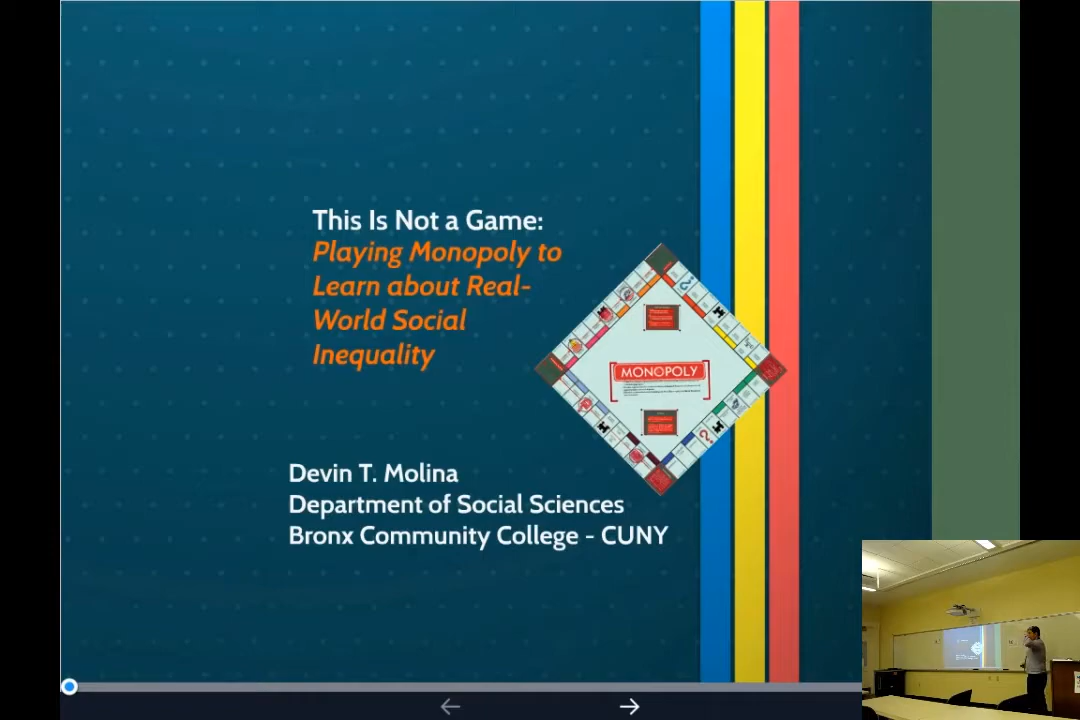 This Is Not a Game:
Playing Monopoly to
Learn about Real-
World Social
Inequality
MONOPOLY
Devin T. Molina
Department of Social Sciences
Bronx Community College - CUNY